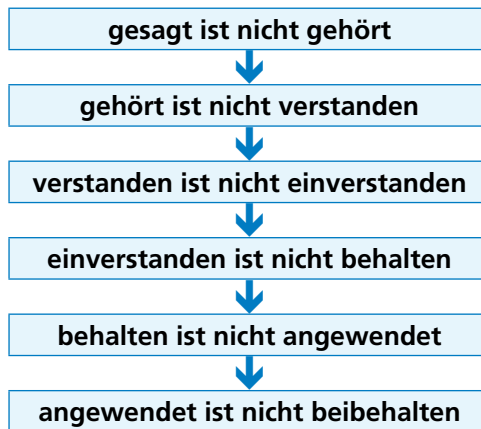 gesagt ist nicht gehört
gehört ist nicht verstanden
verstanden ist nicht einverstanden
einverstanden ist nicht behalten
behalten ist nicht angewendet
angewendet ist nicht beibehalten